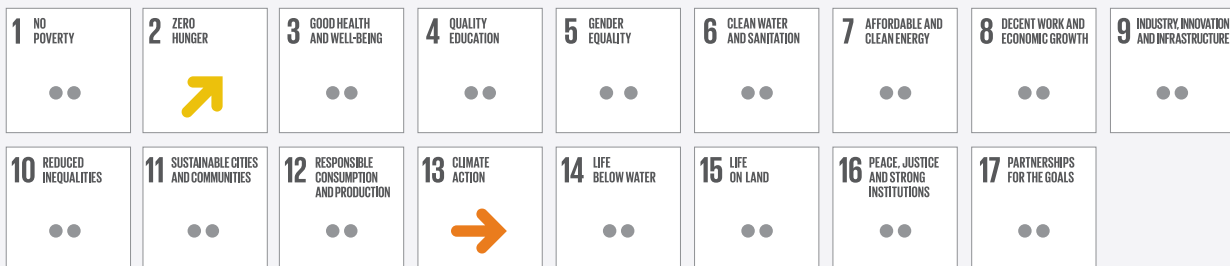 1 NO
POVERTY
2 ZERO
HUNGER
3 GOOD HEALTH
AND WELL-BEING
4 QUALITY
EDUCATION
5 GENDER
EQUALITY
6 CLEAN WATER
AND SANITATION
7 AFFORDABLE AND
CLEAN ENERGY
8 DECENT WORK AND
ECONOMIC GROWTH
9 INDUSTRY, INNOVATION
AND INFRASTRUCTURE
10 REDUCED
INEQUALITIES
11 SUSTAINABLE CITIES
AND COMMUNITIES
12 RESPONSIBLE
CONSUMPTION
AND PRODUCTION
13 CLIMATE
ACTION
14 LIFE
BELOW WATER
15 LIFE
ON LAND
16 PEACE, JUSTICE
AND STRONG
INSTITUTIONS
17 PARTNERSHIPS
FOR THE GOALS